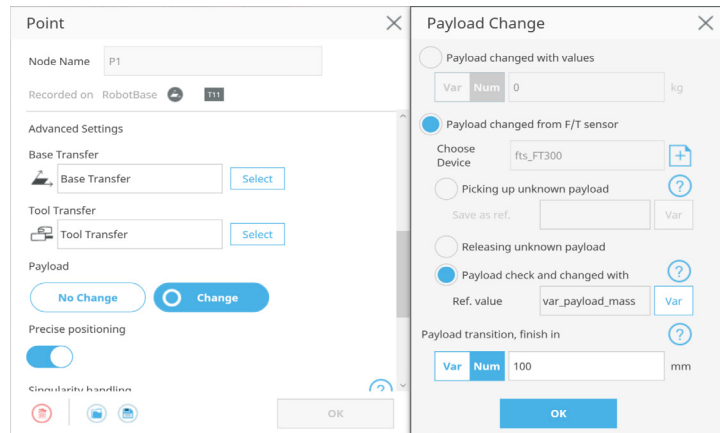 Point
Node Name P1
Recorded on RobotBase T11
Advanced Settings
Base Transfer
Base Transfer Select
Tool Transfer
Tool Transfer Select
Payload
No Change Change
Precise positioning
Singularity handling ?
OK
Payload Change
Payload changed with values
Var Num 0 kg
Payload changed from F/T sensor
Choose
Device fts_FT300
Picking up unknown payload ?
Save as ref. Var
Releasing unknown payload
Payload check and changed with ?
Ref. value var_payload_mass Var
Payload transition, finish in ?
Var Num 100 mm
OK